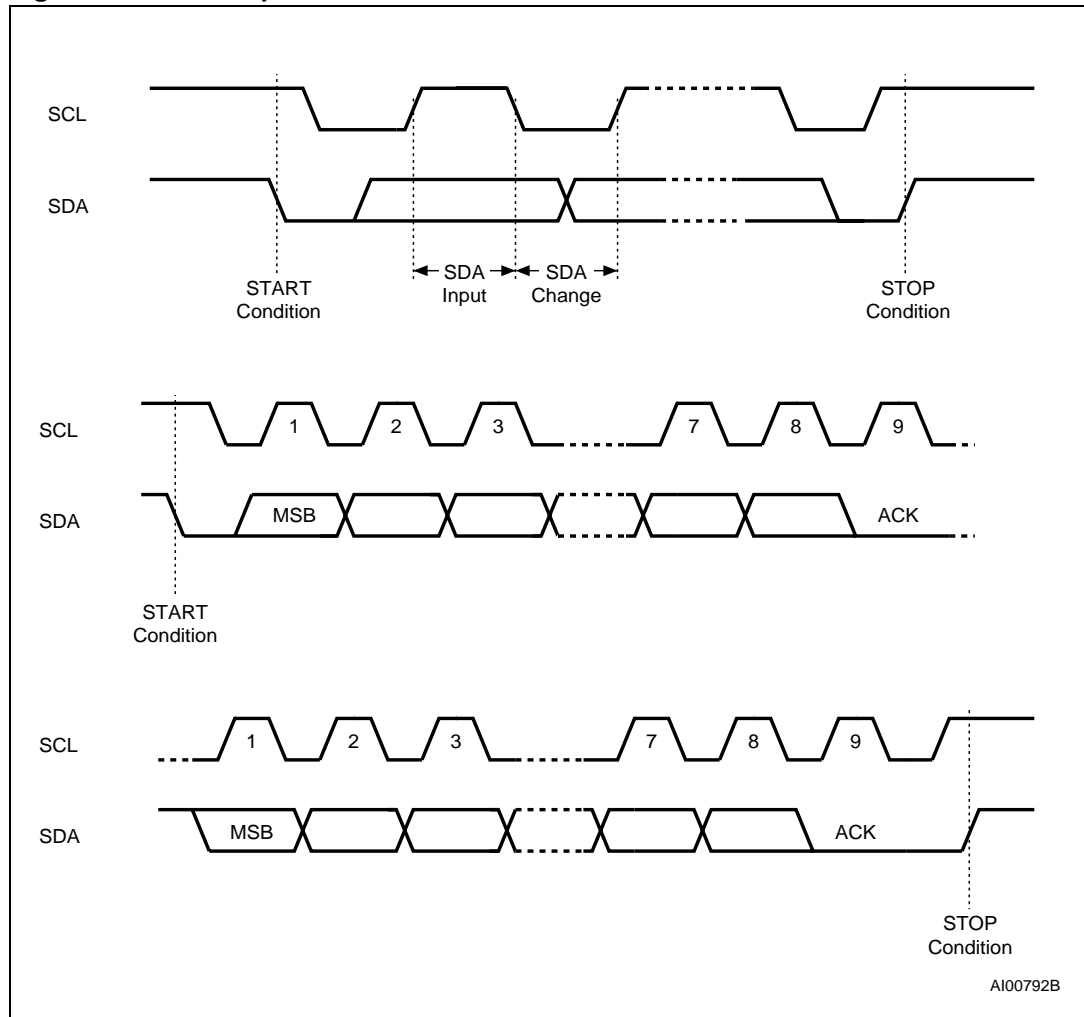 SCL
SDA
SDA
Input
SDA
Change
START
Condition
STOP
Condition
SCL
1 2 3 7 8 9
SDA
MSB ACK
START
Condition
SCL
1 2 3 7 8 9
SDA
MSB ACK
STOP
Condition
AI00792B